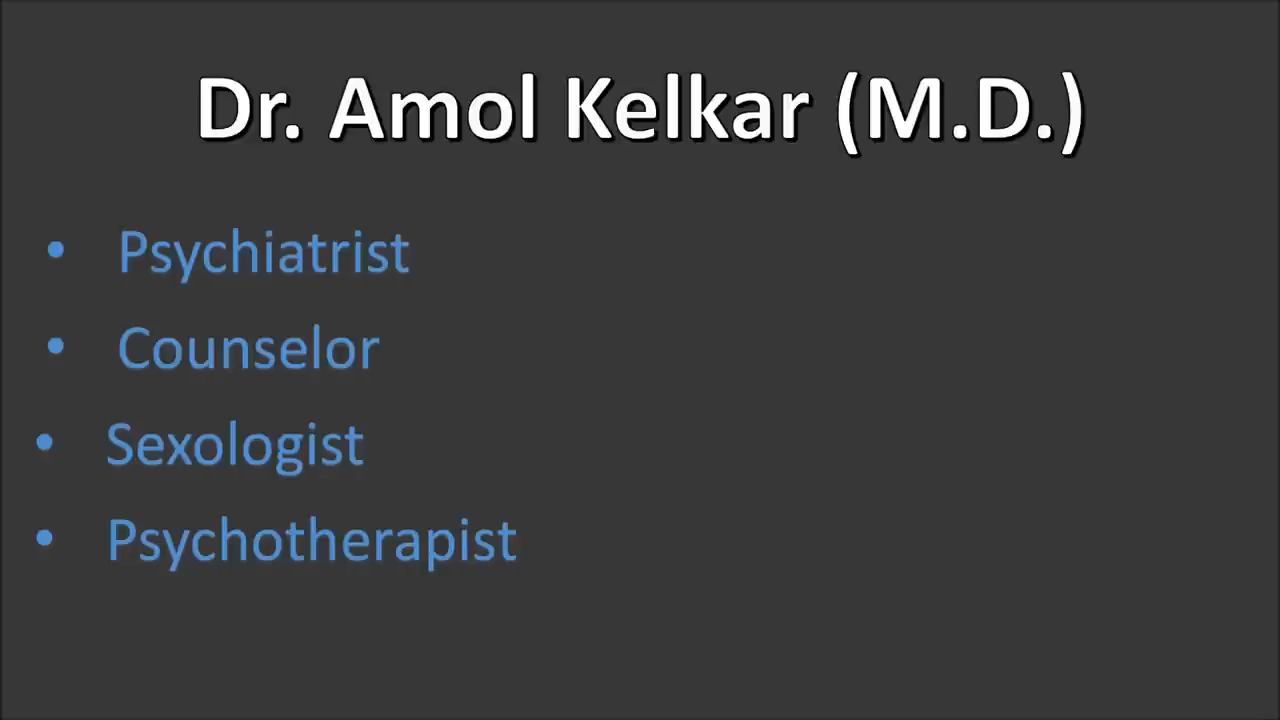 Dr. Amol Kelkar (M.D.)
• Psychiatrist
• Counselor
• Sexologist
• Psychotherapist